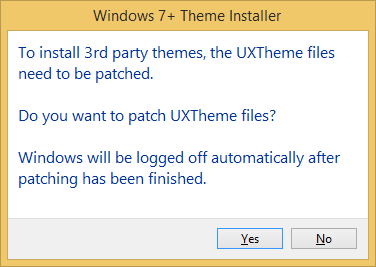 Windows 7+ Theme Installer
To install 3rd party themes, the UXTheme files
need to be patched.
Do you want to patch UXTheme files?
Windows will be logged off automatically after
patching has been finished.
Yes No